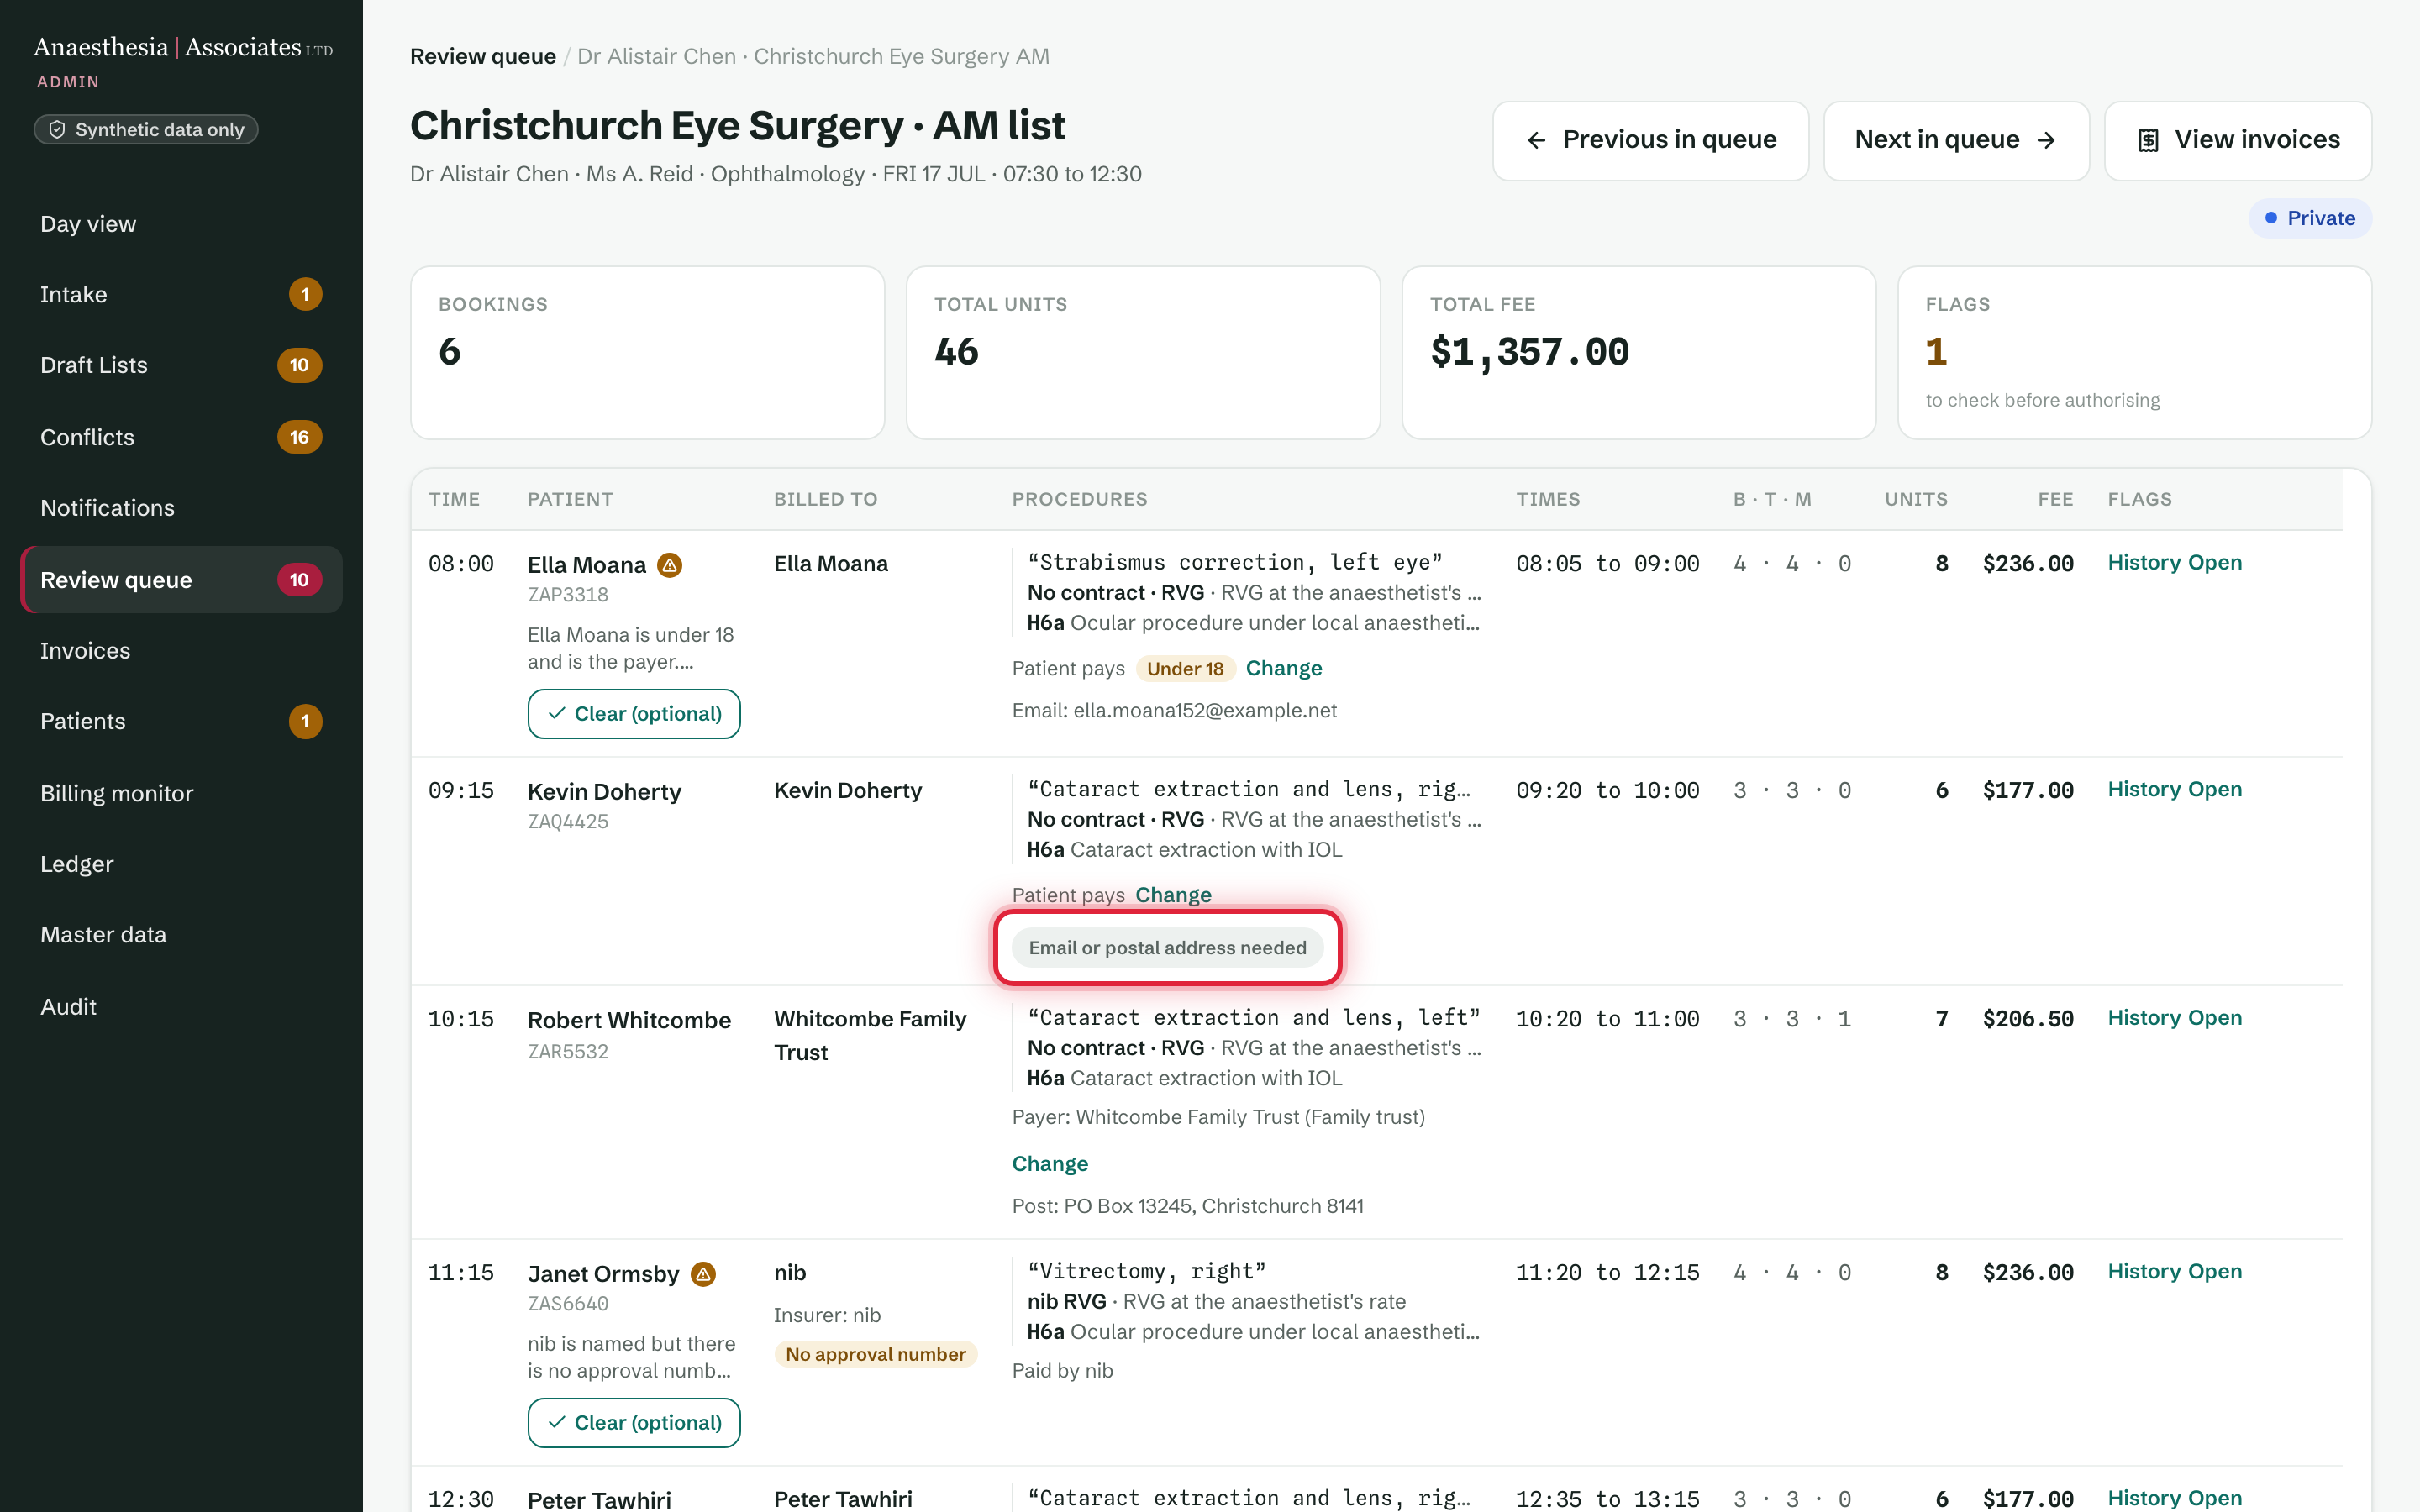 Anaesthesia | Associates LTD
ADMIN
Synthetic data only
Day view
Intake 1
Draft Lists 10
Conflicts 16
Notifications
Review queue 10
Invoices
Patients 1
Billing monitor
Ledger
Master data
Audit
Review queue / Dr Alistair Chen · Christchurch Eye Surgery AM
Christchurch Eye Surgery · AM list
Dr Alistair Chen · Ms A. Reid · Ophthalmology · FRI 17 JUL · 07:30 to 12:30
← Previous in queue
Next in queue →
View invoices
Private
BOOKINGS
6
TOTAL UNITS
46
TOTAL FEE
$1,357.00
FLAGS
1
to check before authorising
TIME PATIENT BILLED TO PROCEDURES TIMES B · T · M UNITS FEE FLAGS
08:00 Ella Moana Ella Moana “Strabismus correction, left eye” 08:05 to 09:00 4 · 4 · 0 8 $236.00 History Open
ZAP3318 No contract · RVG · RVG at the anaesthetist's ...
H6a Ocular procedure under local anaestheti...
Ella Moana is under 18
and is the payer....
Patient pays Under 18 Change
Clear (optional)
Email: ella.moana152@example.net
09:15 Kevin Doherty Kevin Doherty “Cataract extraction and lens, rig... 09:20 to 10:00 3 · 3 · 0 6 $177.00 History Open
ZAQ4425 No contract · RVG · RVG at the anaesthetist's ...
H6a Cataract extraction with IOL
Patient pays Change
Email or postal address needed
10:15 Robert Whitcombe Whitcombe Family “Cataract extraction and lens, left” 10:20 to 11:00 3 · 3 · 1 7 $206.50 History Open
ZAR5532 Trust No contract · RVG · RVG at the anaesthetist's ...
H6a Cataract extraction with IOL
Payer: Whitcombe Family Trust (Family trust)
Change
Post: PO Box 13245, Christchurch 8141
11:15 Janet Ormsby nib “Vitrectomy, right” 11:20 to 12:15 4 · 4 · 0 8 $236.00 History Open
ZAS6640 Insurer: nib nib RVG · RVG at the anaesthetist's rate
H6a Ocular procedure under local anaestheti...
nib is named but there
is no approval numb...
No approval number
Paid by nib
Clear (optional)
12:30 Peter Tawhiri Peter Tawhiri “Cataract extraction and lens, rig... 12:35 to 13:15 3 · 3 · 0 6 $177.00 History Open